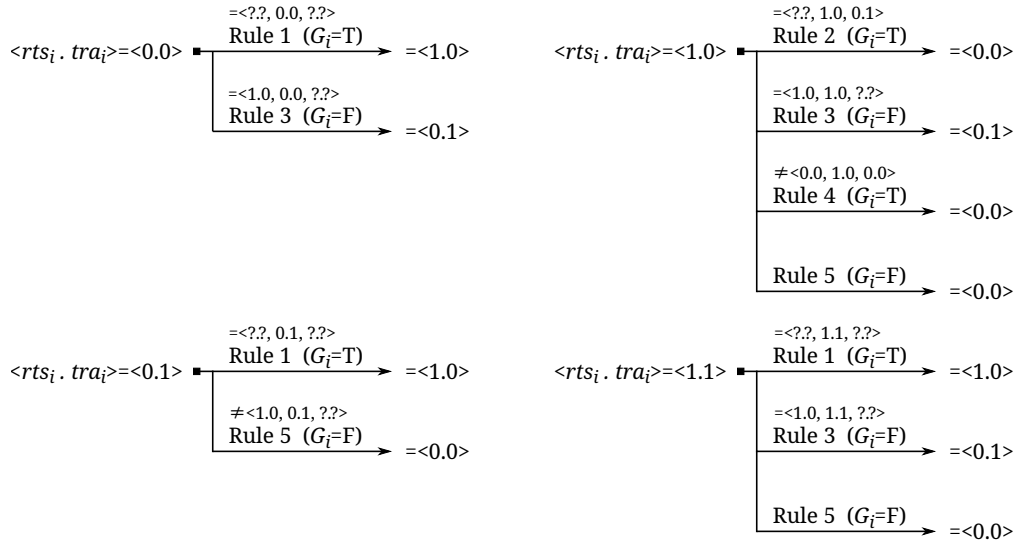 =<?.?, 0.0, ?.?>
<rtsi . trai>=<0.0> Rule 1 (Gi=T) =<1.0>
=<1.0, 0.0, ?.?>
Rule 3 (Gi=F) =<0.1>
=<?.?, 1.0, 0.1>
<rtsi . trai>=<1.0> Rule 2 (Gi=T) =<0.0>
=<1.0, 1.0, ?.?>
Rule 3 (Gi=F) =<0.1>
≠<0.0, 1.0, 0.0>
Rule 4 (Gi=T) =<0.0>
Rule 5 (Gi=F) =<0.0>
=<?.?, 0.1, ?.?>
<rtsi . trai>=<0.1> Rule 1 (Gi=T) =<1.0>
≠<1.0, 0.1, ?.?>
Rule 5 (Gi=F) =<0.0>
=<?.?, 1.1, ?.?>
<rtsi . trai>=<1.1> Rule 1 (Gi=T) =<1.0>
=<1.0, 1.1, ?.?>
Rule 3 (Gi=F) =<0.1>
Rule 5 (Gi=F) =<0.0>